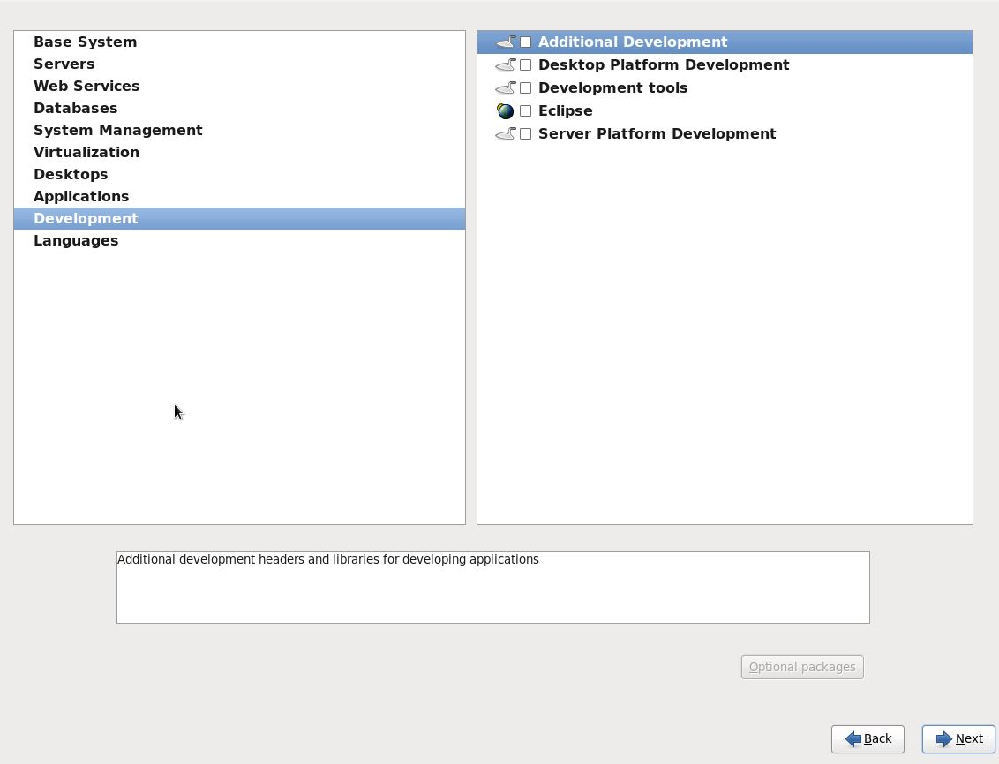 Base System
Servers
Web Services
Databases
System Management
Virtualization
Desktops
Applications
Development
Languages
Additional Development
Desktop Platform Development
Development tools
Eclipse
Server Platform Development
Additional development headers and libraries for developing applications
Optional packages
Back
Next